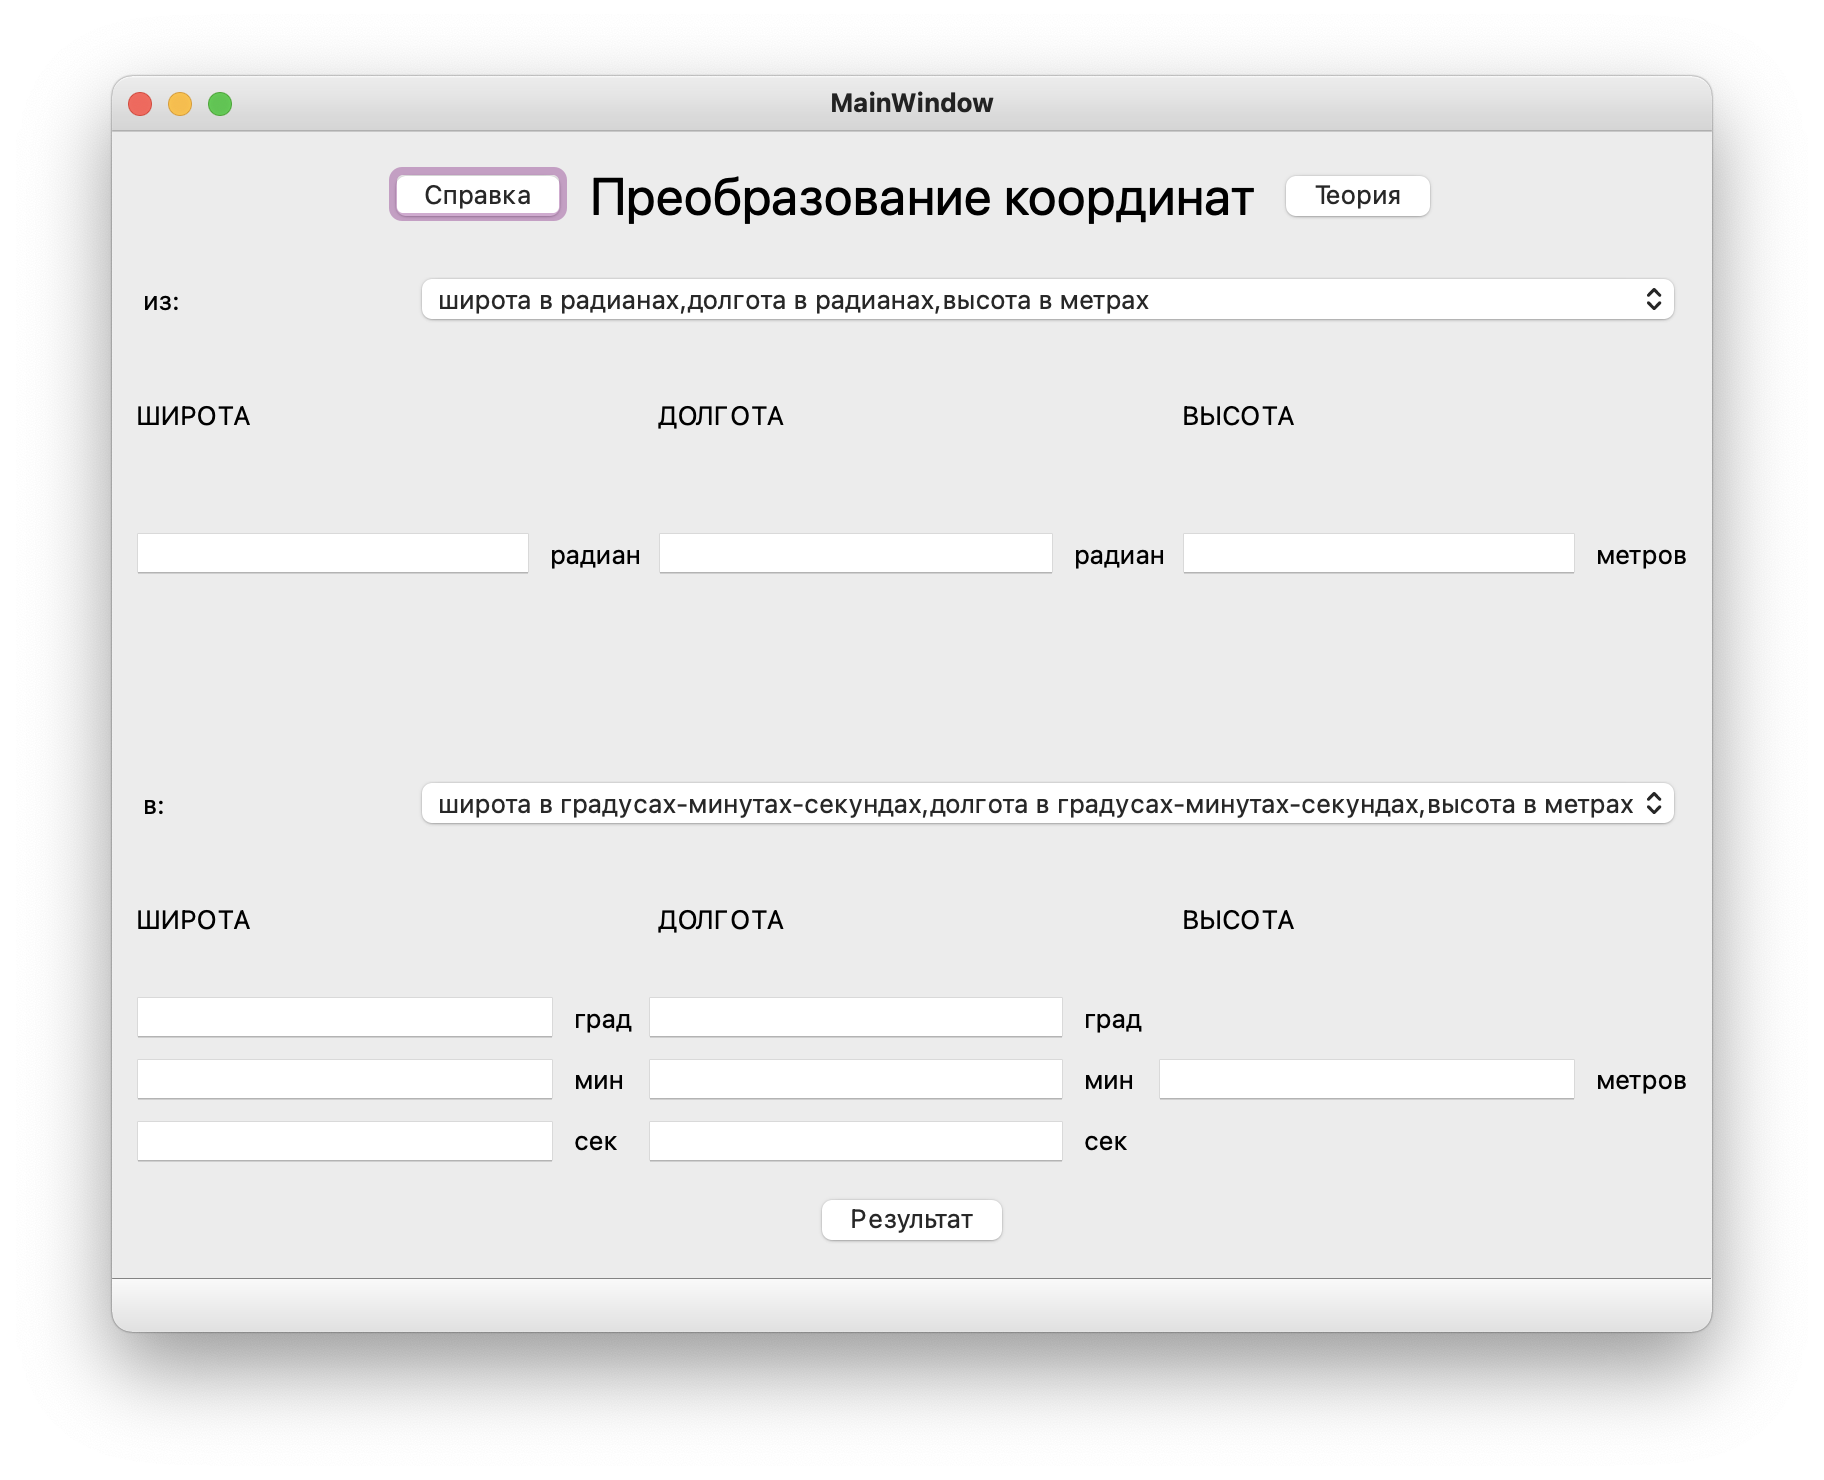 MainWindow
Справка Преобразование координат Теория
из: широта в радианах,долгота в радианах,высота в метрах
ШИРОТА ДОЛГОТА ВЫСОТА
радиан радиан метров
в: широта в градусах-минутах-секундах,долгота в градусах-минутах-секундах,высота в метрах
ШИРОТА ДОЛГОТА ВЫСОТА
град град
мин мин метров
сек сек
Результат